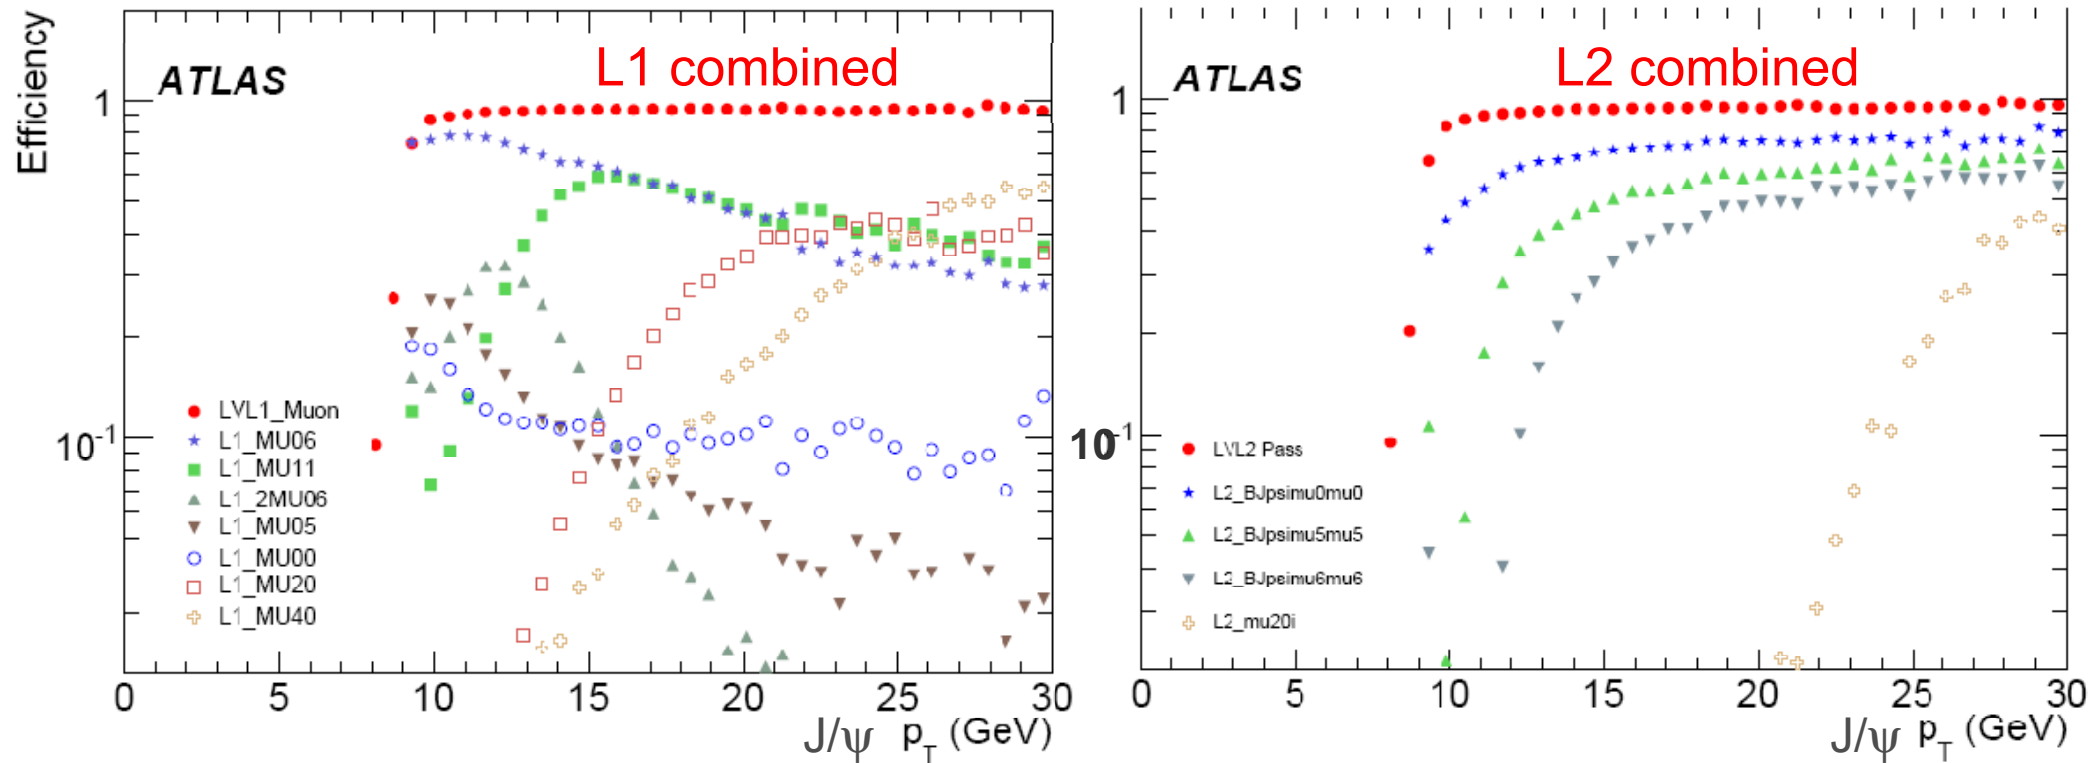 Efficiency
ATLAS
L1 combined
1
10-1
LVL1_Muon
L1_MU06
L1_MU11
L1_2MU06
L1_MU05
L1_MU00
L1_MU20
L1_MU40
0 5 10 15 20 25 30
J/ψ pT (GeV)
ATLAS
L2 combined
1
10-1
LVL2 Pass
L2_BJpsimu0mu0
L2_BJpsimu5mu5
L2_BJpsimu6mu6
L2_mu20i
0 5 10 15 20 25 30
J/ψ pT (GeV)